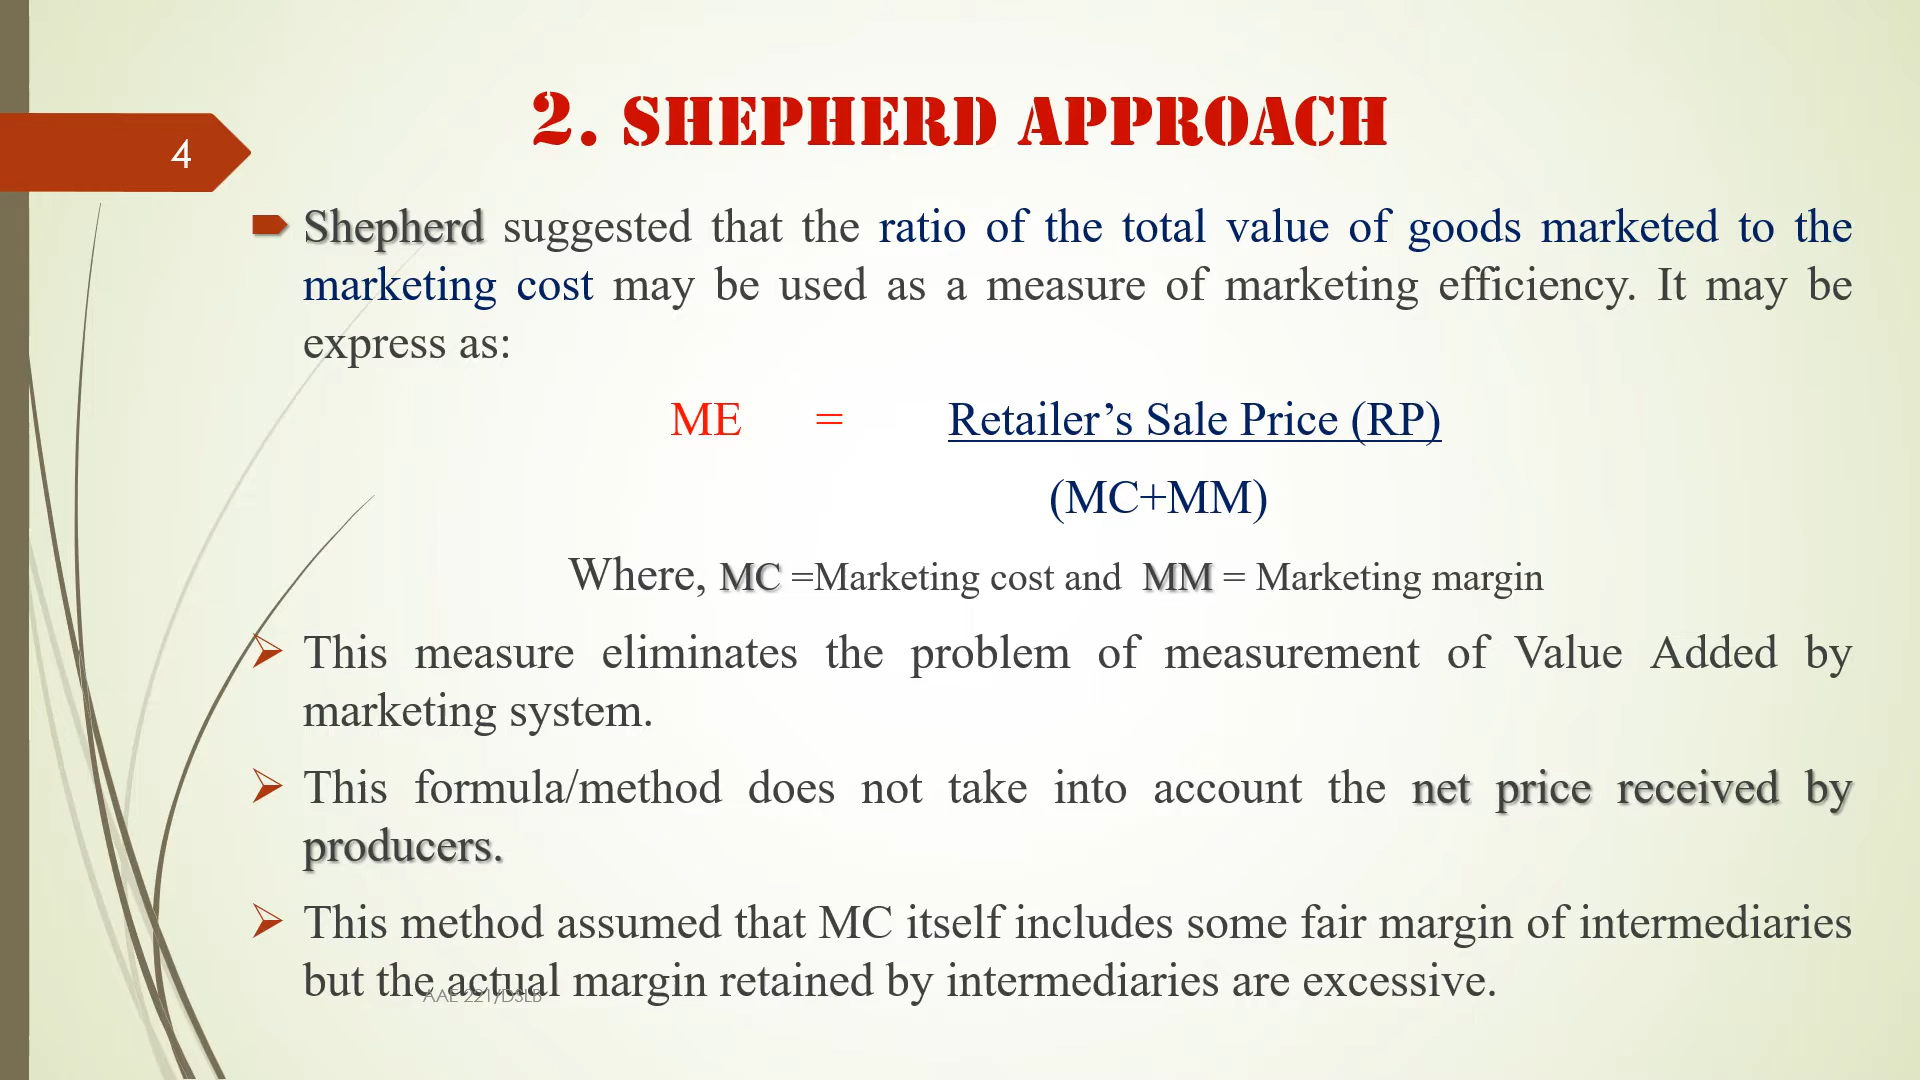 4
2. SHEPHERD APPROACH
Shepherd suggested that the ratio of the total value of goods marketed to the
marketing cost may be used as a measure of marketing efficiency. It may be
express as:
ME = Retailer’s Sale Price (RP)
(MC+MM)
Where, MC =Marketing cost and MM = Marketing margin
This measure eliminates the problem of measurement of Value Added by
marketing system.
This formula/method does not take into account the net price received by
producers.
This method assumed that MC itself includes some fair margin of intermediaries
but the actual margin retained by intermediaries are excessive.
AAE 221/DSLB